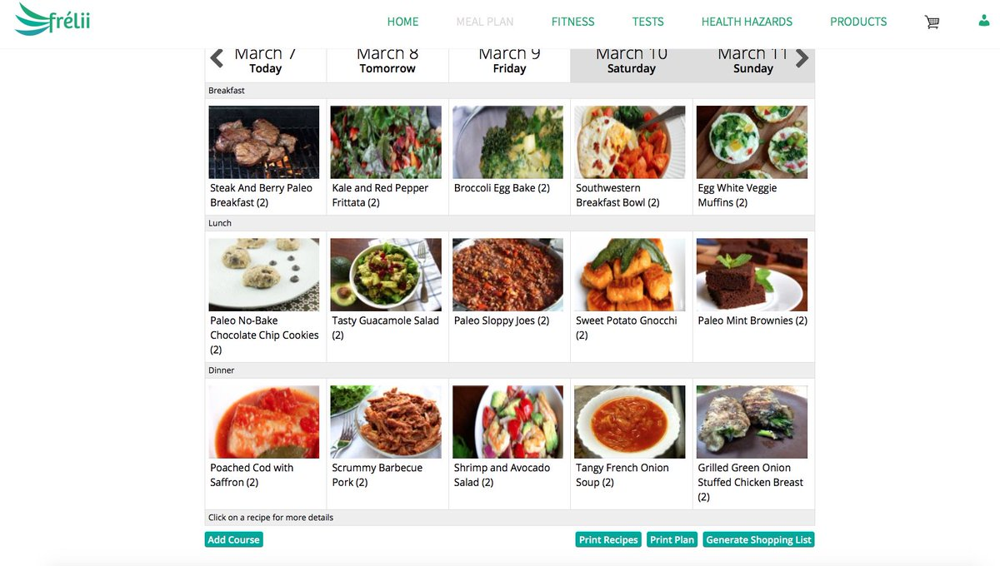 frélii
HOME
MEAL PLAN
FITNESS
TESTS
HEALTH HAZARDS
PRODUCTS
March 7
Today
March 8
Tomorrow
March 9
Friday
March 10
Saturday
March 11
Sunday
Breakfast
Steak And Berry Paleo
Breakfast (2)
Kale and Red Pepper
Frittata (2)
Broccoli Egg Bake (2)
Southwestern
Breakfast Bowl (2)
Egg White Veggie
Muffins (2)
Lunch
Paleo No-Bake
Chocolate Chip Cookies
(2)
Tasty Guacamole Salad
(2)
Paleo Sloppy Joes (2)
Sweet Potato Gnocchi
(2)
Paleo Mint Brownies (2)
Dinner
Poached Cod with
Saffron (2)
Scrummy Barbecue
Pork (2)
Shrimp and Avocado
Salad (2)
Tangy French Onion
Soup (2)
Grilled Green Onion
Stuffed Chicken Breast
(2)
Click on a recipe for more details
Add Course
Print Recipes
Print Plan
Generate Shopping List